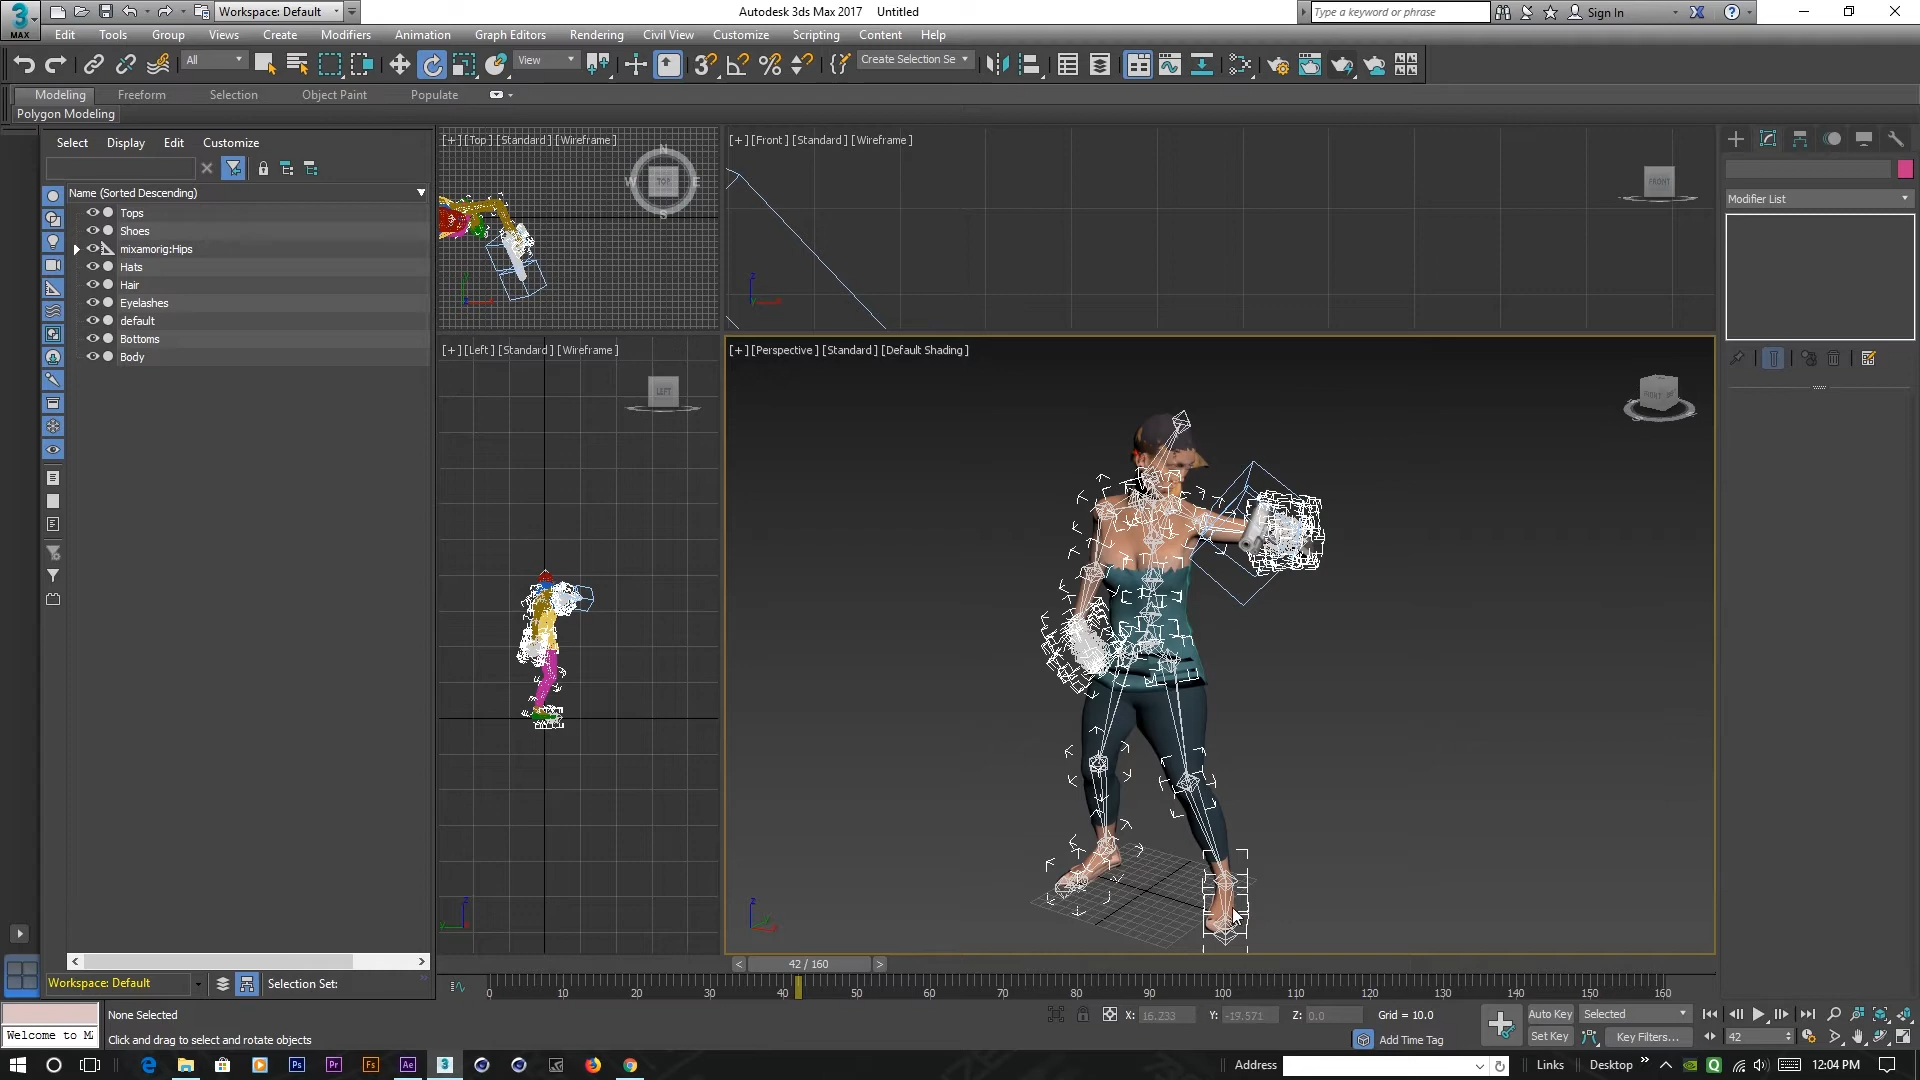 Workspace: Default
Autodesk 3ds Max 2017 Untitled
Type a keyword or phrase
Sign In
MAX
Edit Tools Group Views Create Modifiers Animation Graph Editors Rendering Civil View Customize Scripting Content Help
All
View
Create Selection Se
Modeling Freeform Selection Object Paint Populate
Polygon Modeling
Select Display Edit Customize
Name (Sorted Descending)
Tops
Shoes
mixamorig:Hips
Hats
Hair
Eyelashes
default
Bottoms
Body
[+] [Top] [Standard] [Wireframe]
N
W TOP E
S
[+] [Front] [Standard] [Wireframe]
FRONT
[+] [Left] [Standard] [Wireframe]
LEFT
[+] [Perspective] [Standard] [Default Shading]
FRONT
Modifier List
42 / 160
Workspace: Default
Selection Set:
0 10 20 30 40 50 60 70 80 90 100 110 120 130 140 150 160
None Selected
X: 16.233 Y: -19.571 Z: 0.0 Grid = 10.0
Auto Key Selected
Welcome to M
Click and drag to select and rotate objects
Add Time Tag
Set Key Key Filters...
42
Address
Links
Desktop
12:04 PM